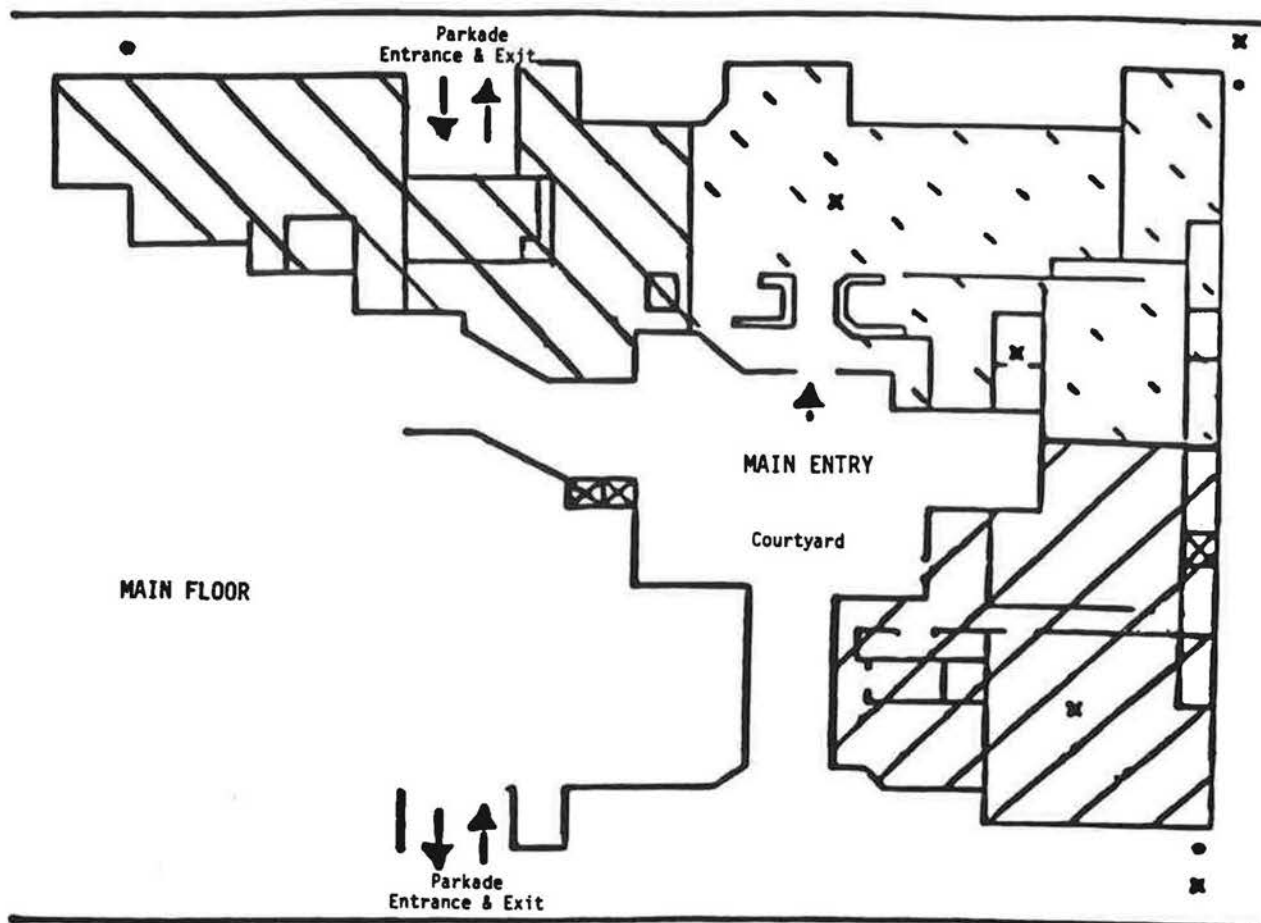 Parkade
Entrance & Exit
MAIN ENTRY
Courtyard
MAIN FLOOR
Parkade
Entrance & Exit